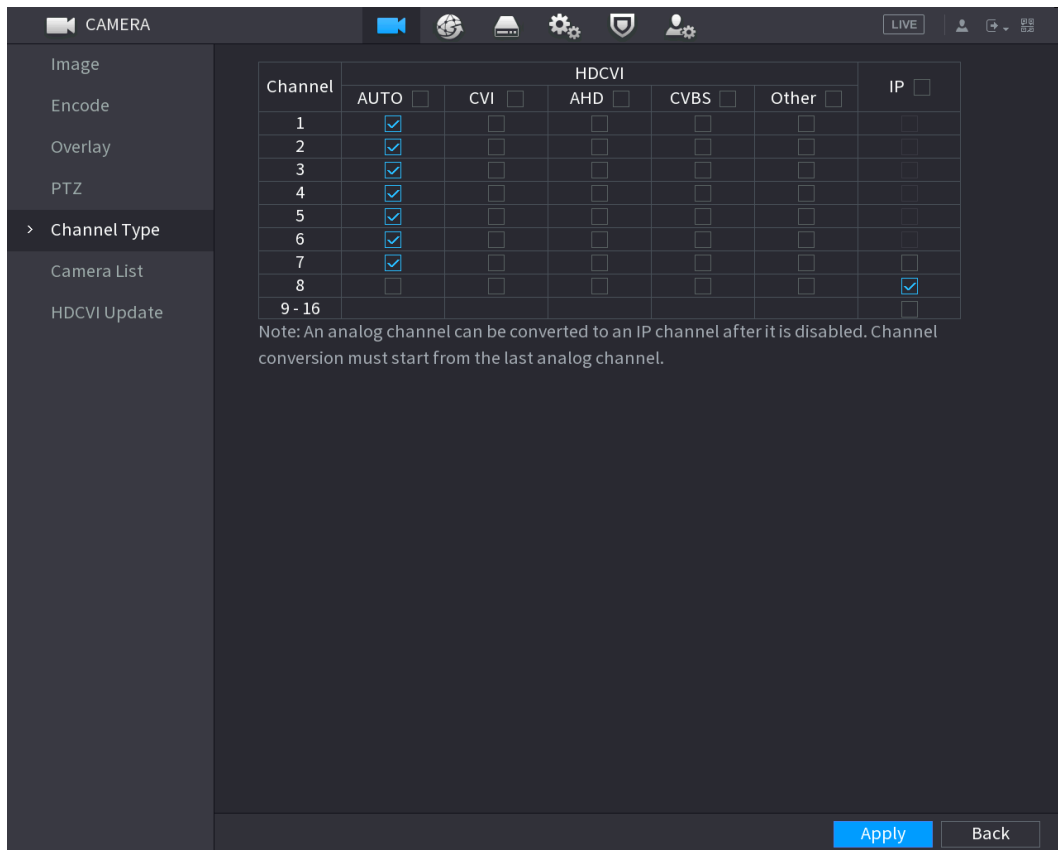 CAMERA
LIVE
Image
Encode
Overlay
PTZ
> Channel Type
Camera List
HDCVI Update
Channel HDCVI IP
AUTO CVI AHD CVBS Other
1
2
3
4
5
6
7
8
9 - 16
Note: An analog channel can be converted to an IP channel after it is disabled. Channel
conversion must start from the last analog channel.
Apply Back